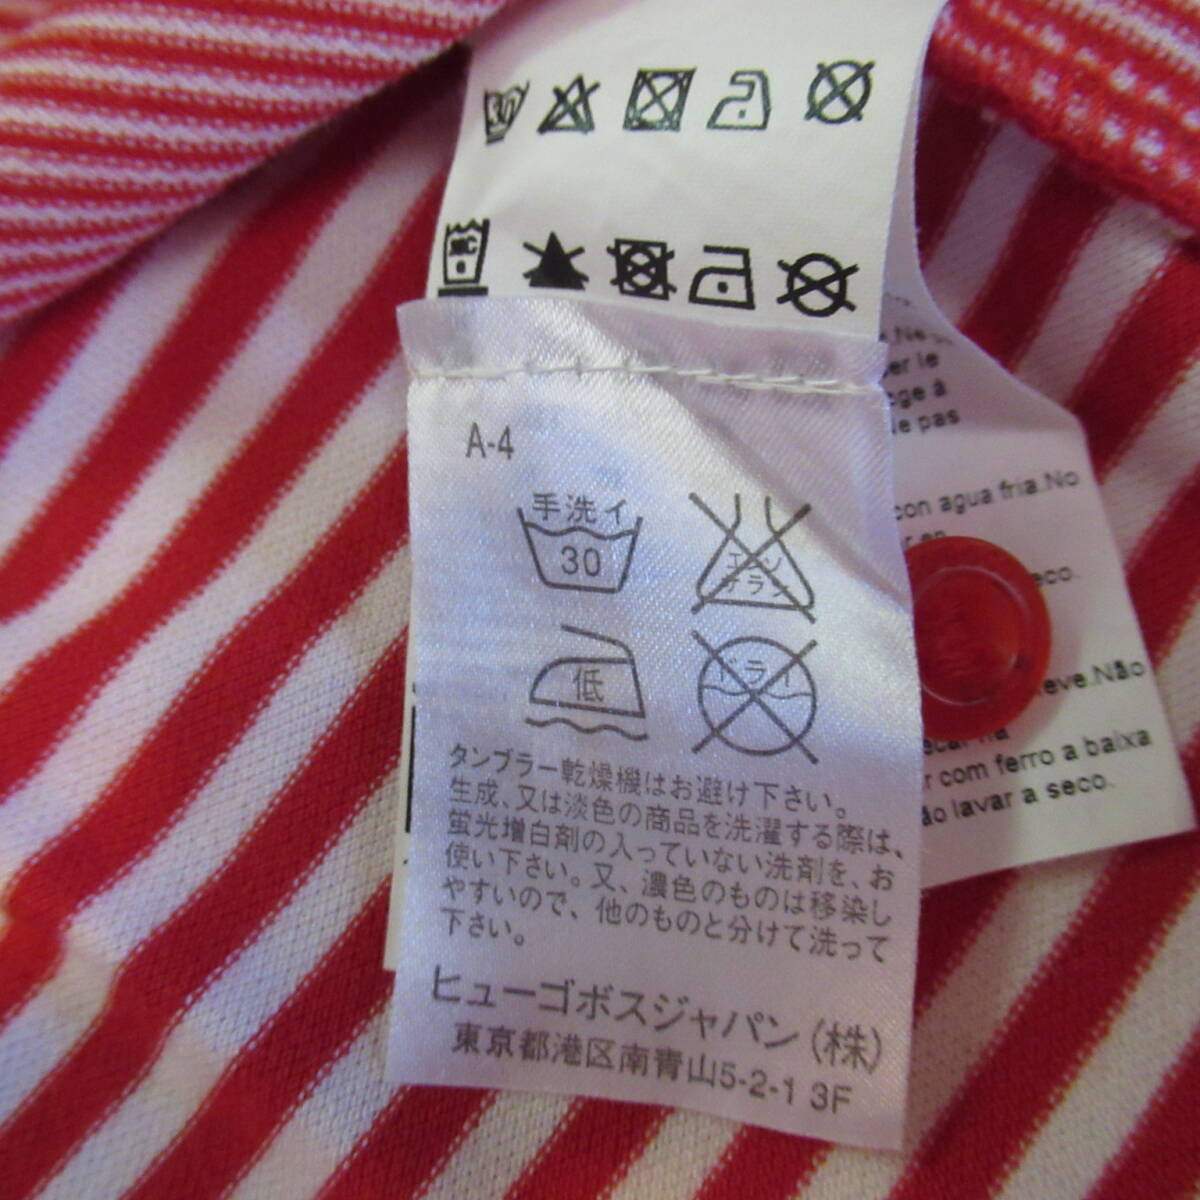 30
MC
A-4
手洗イ
30
エンソ
サラシ
低
ドライ
タンブラー乾燥機はお避け下さい。
生成、又は淡色の商品を洗濯する際は、
蛍光増白剤の入っていない洗剤を、お
使い下さい。又、濃色のものは移染し
やすいので、他のものと分けて洗って
下さい。
ヒューゴボスジャパン(株)
東京都港区南青山5-2-1 3F
le pas
con agua fria.No
seco.
eve.Não
r com ferro a baixa
ão lavar a seco.